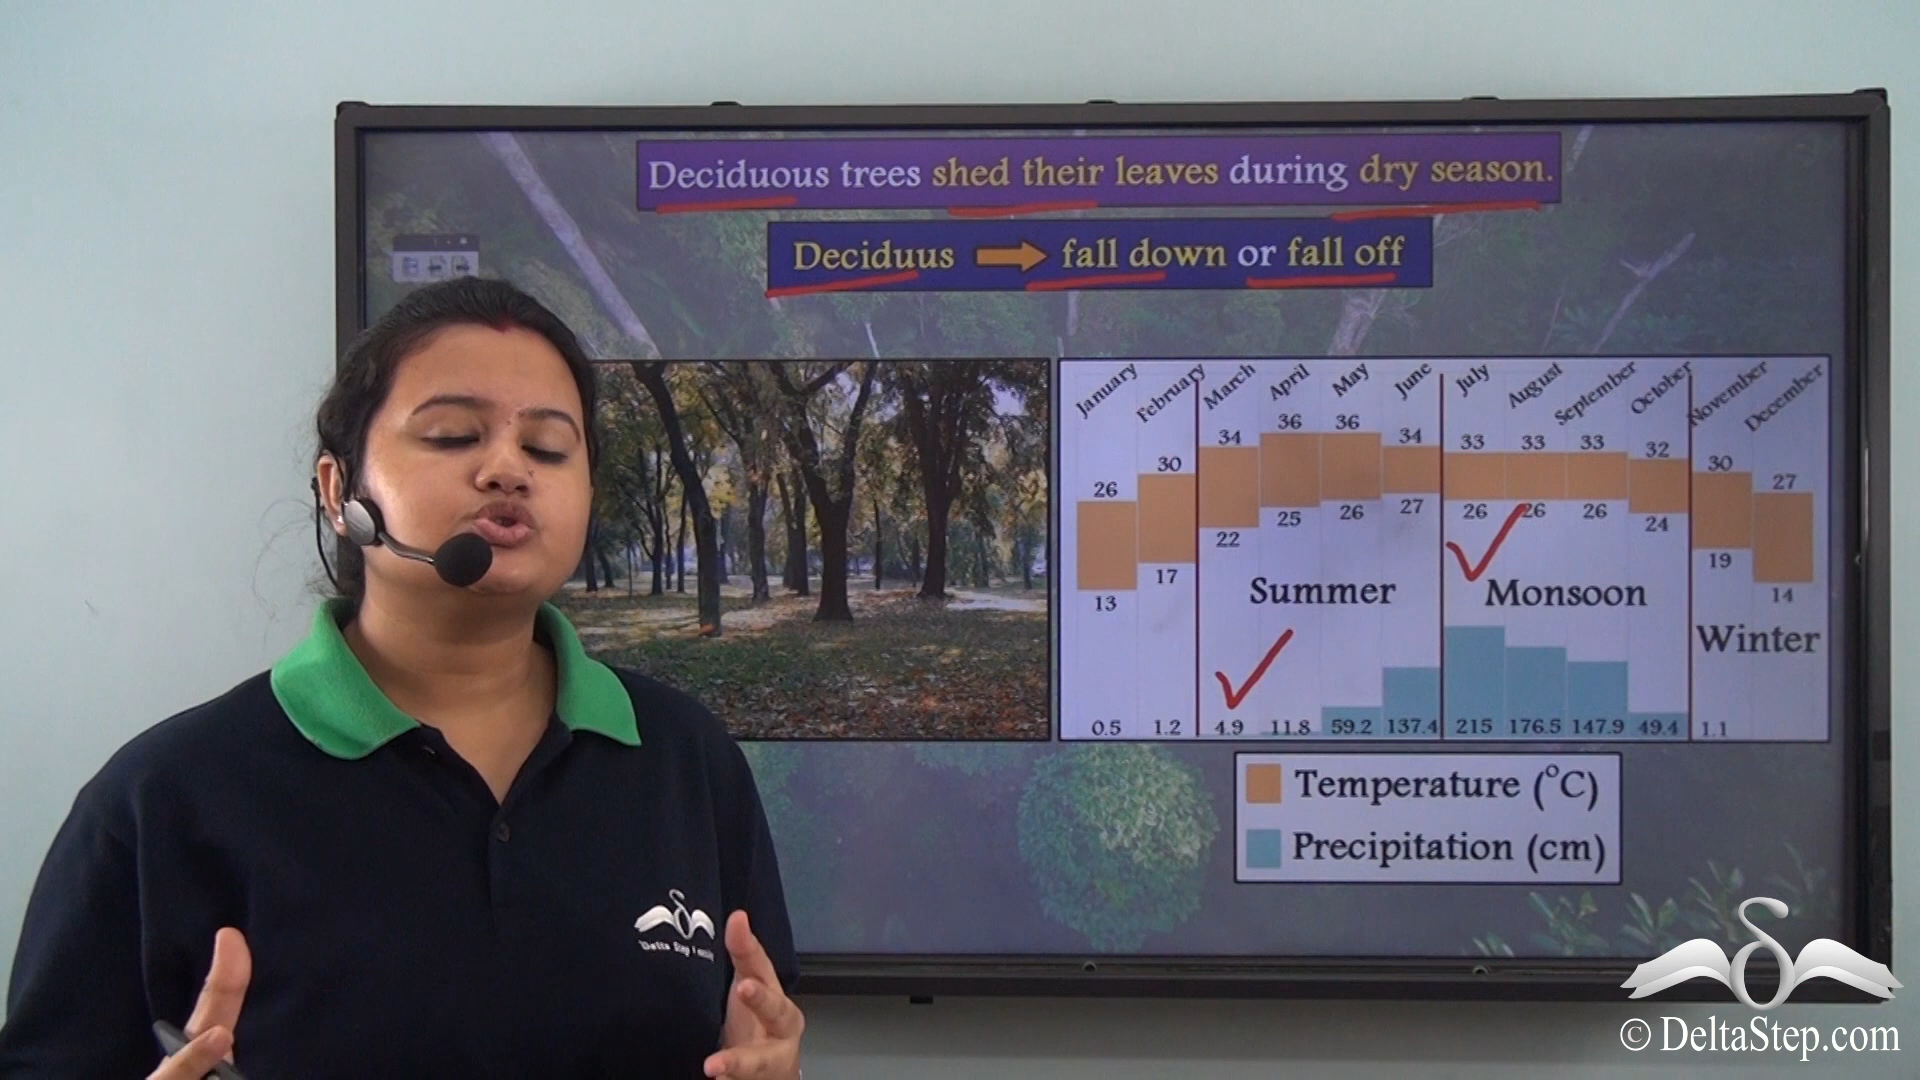 Deciduous trees shed their leaves during dry season.
Deciduus fall down or fall off
January February March April May June July August September October November December
26 30 34 36 36 34 33 33 33 32 30 27
13 17 22 25 26 27 26 26 26 24 19 14
Summer Monsoon Winter
0.5 1.2 4.9 11.8 59.2 137.4 215 176.5 147.9 49.4 1.1
Temperature (°C)
Precipitation (cm)
Delta Step
© DeltaStep.com